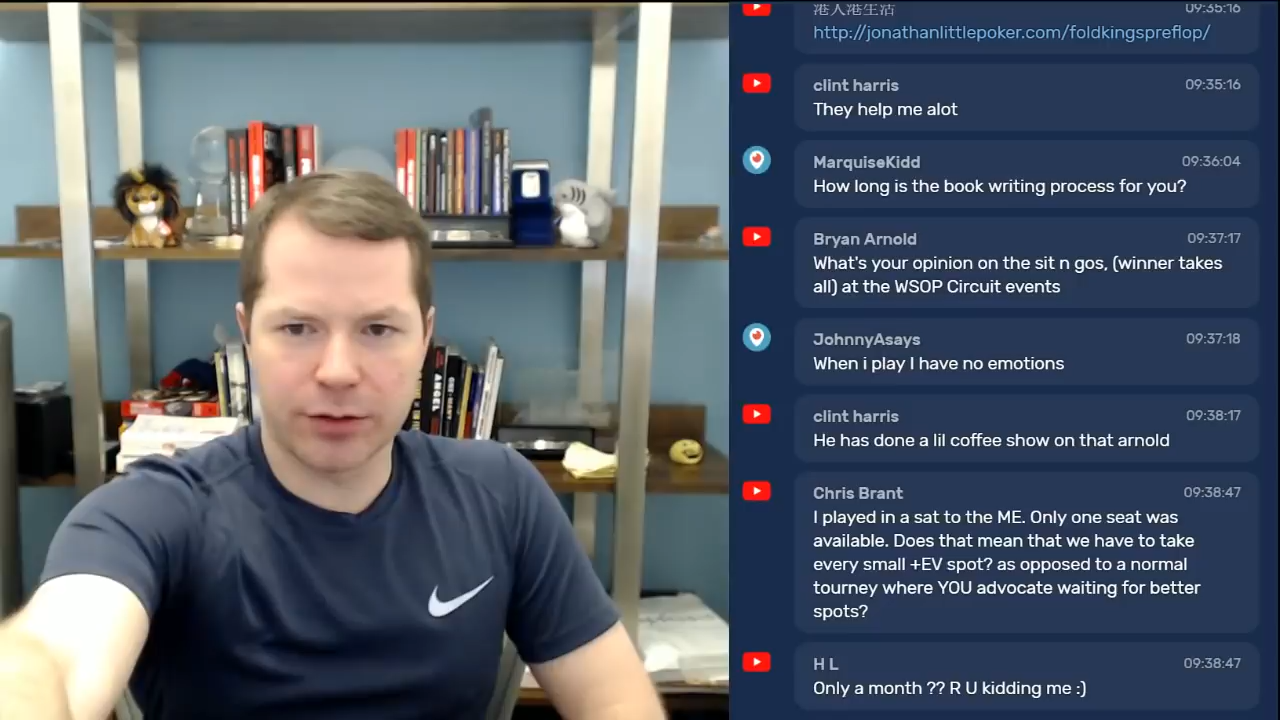 港人港生活
09:35:16
http://jonathanlittlepoker.com/foldkingspreflop/
clint harris
09:35:16
They help me alot
MarquiseKidd
09:36:04
How long is the book writing process for you?
Bryan Arnold
09:37:17
What's your opinion on the sit n gos, (winner takes
all) at the WSOP Circuit events
JohnnyAsays
09:37:18
When i play I have no emotions
clint harris
09:38:17
He has done a lil coffee show on that arnold
Chris Brant
09:38:47
I played in a sat to the ME. Only one seat was
available. Does that mean that we have to take
every small +EV spot? as opposed to a normal
tourney where YOU advocate waiting for better
spots?
H L
09:38:47
Only a month ?? R U kidding me :)
ANGEL